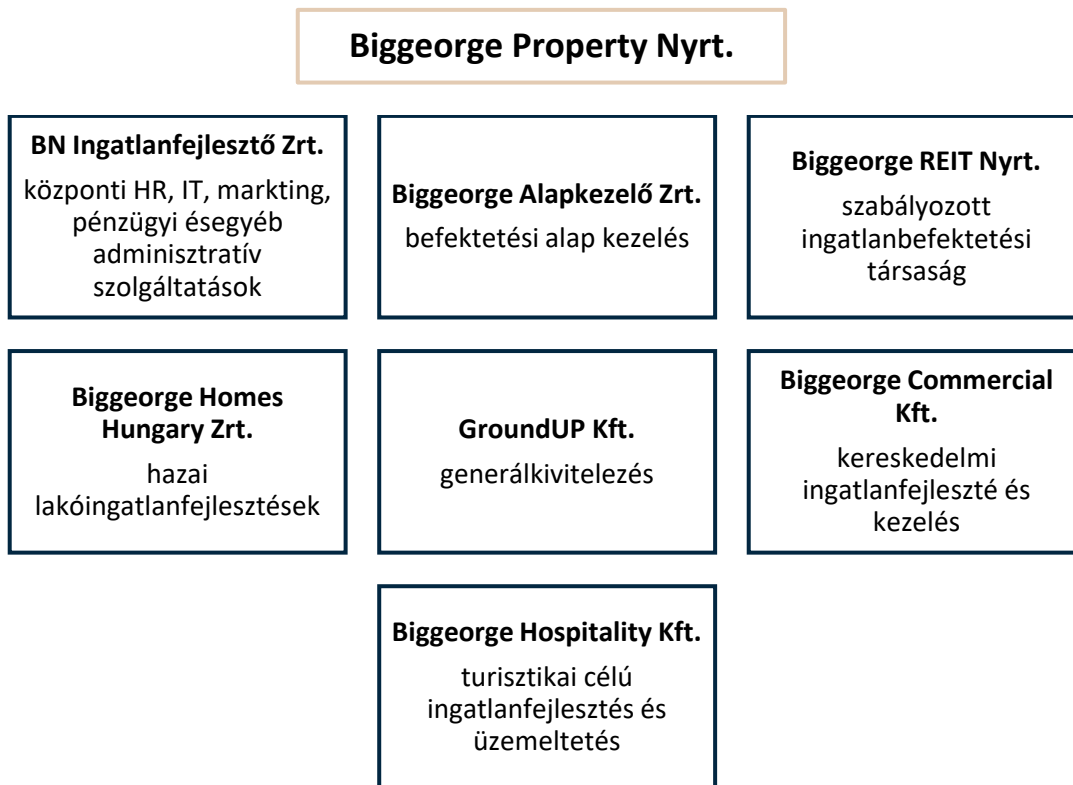 Biggeorge Property Nyrt.
BN Ingatlanfejlesztő Zrt.
központi HR, IT, markting,
pénzügyi ésegyéb
adminisztratív
szolgáltatások
Biggeorge Alapkezelő Zrt.
befektetési alap kezelés
Biggeorge REIT Nyrt.
szabályozott
ingatlanbefektetési
társaság
Biggeorge Homes
Hungary Zrt.
hazai
lakóingatlanfejlesztések
GroundUP Kft.
generálkivitelezés
Biggeorge Commercial
Kft.
kereskedelmi
ingatlanfejleszté és
kezelés
Biggeorge Hospitality Kft.
turisztikai célú
ingatlanfejlesztés és
üzemeltetés